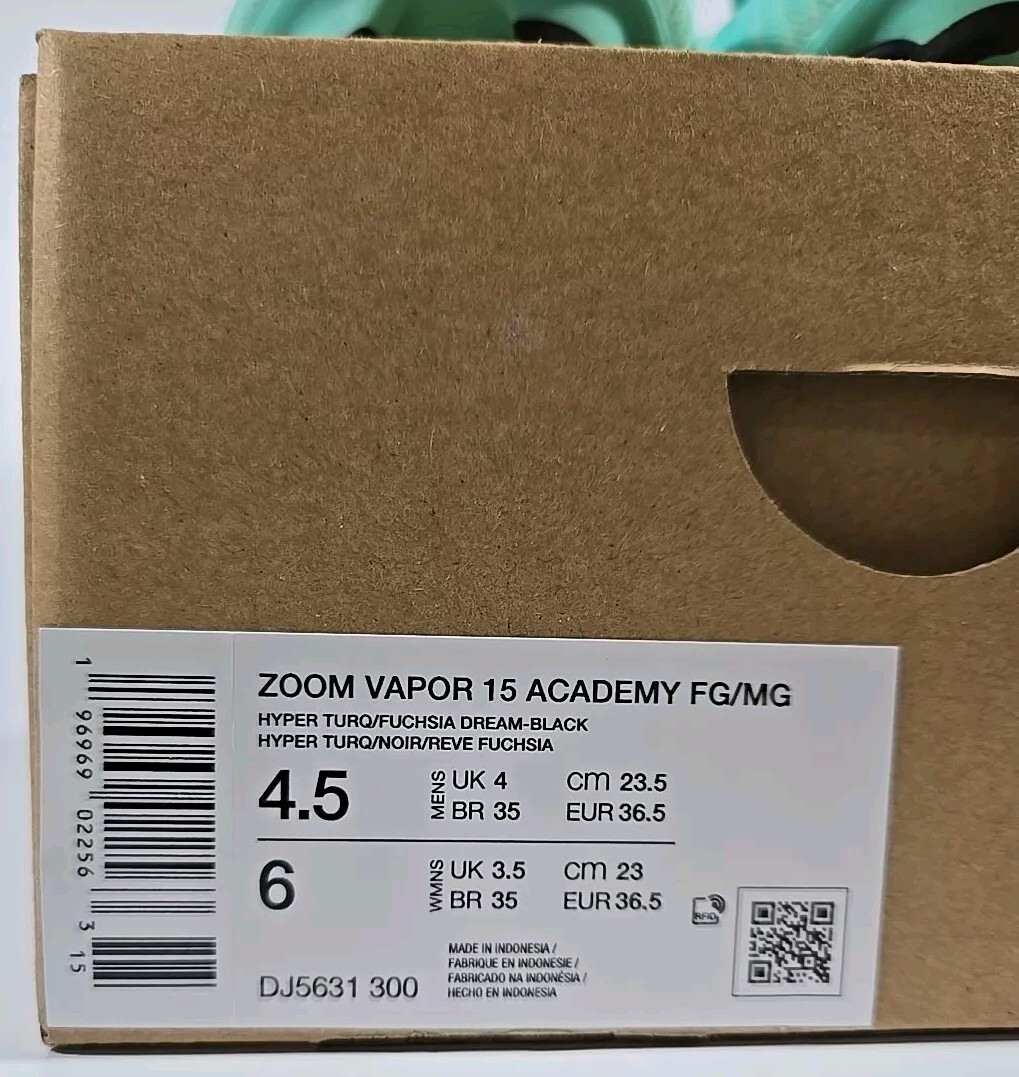 ZOOM VAPOR 15 ACADEMY FG/MG
HYPER TURQ/FUCHSIA DREAM-BLACK
HYPER TURQ/NOIR/REVE FUCHSIA
4.5 MENS UK 4 CM 23.5
BR 35 EUR 36.5
6 WMNS UK 3.5 CM 23
BR 35 EUR 36.5
RFID
MADE IN INDONESIA /
FABRIQUE EN INDONESIE /
FABRICADO NA INDONÉSIA /
HECHO EN INDONESIA
DJ5631 300
1 96969 02256 3 15